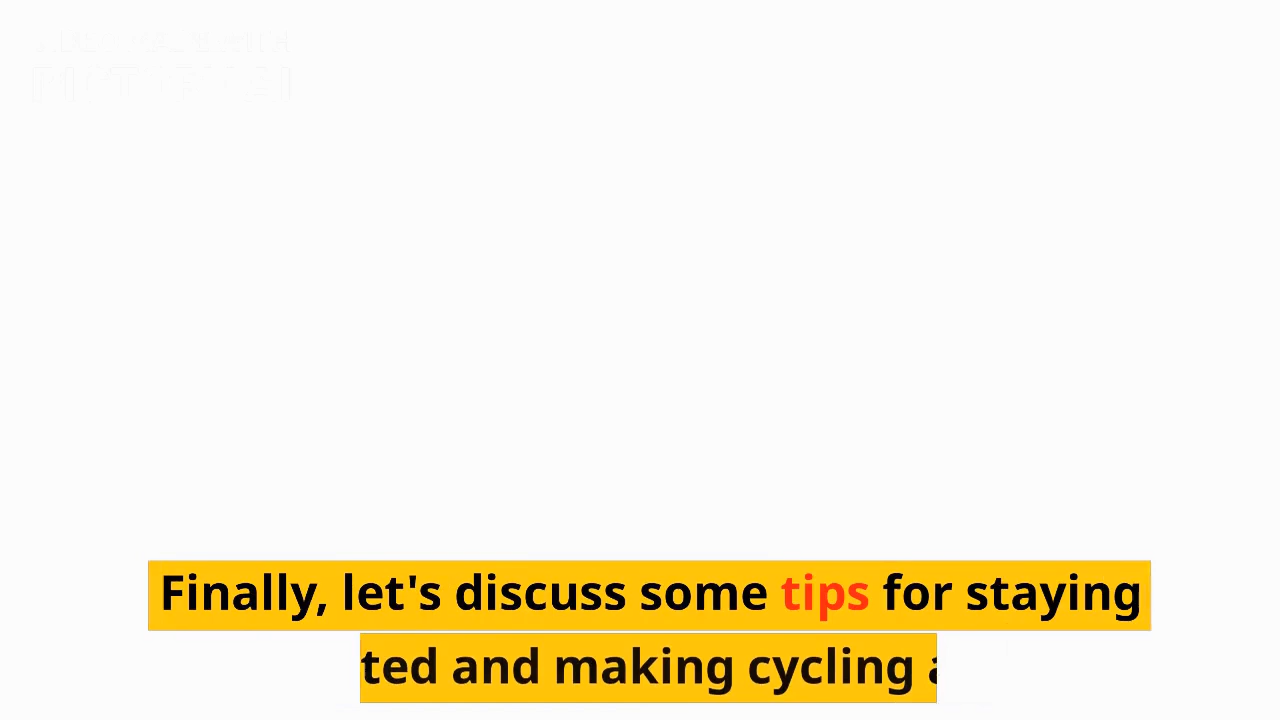 Finally, let's discuss some tips for staying
ted and making cycling